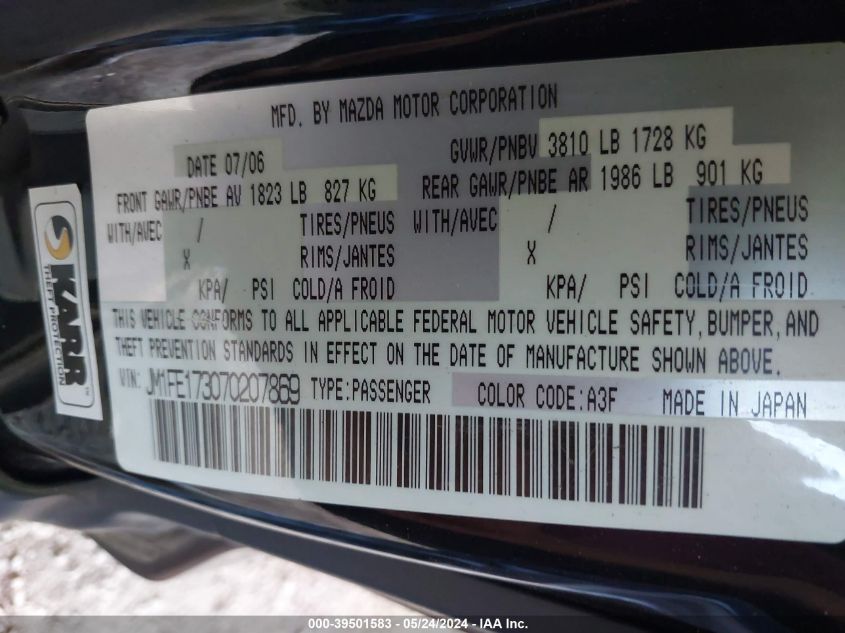 MFD. BY MAZDA MOTOR CORPORATION
DATE 07/06 GVWR/PNBV 3810 LB 1728 KG
FRONT GAWR/PNBE AV 1823 LB 827 KG REAR GAWR/PNBE AR 1986 LB 901 KG
WITH/AVEC / TIRES/PNEUS WITH/AVEC / TIRES/PNEUS
X RIMS/JANTES X RIMS/JANTES
KPA/ PSI COLD/A FROID KPA/ PSI COLD/A FROID
THIS VEHICLE CONFORMS TO ALL APPLICABLE FEDERAL MOTOR VEHICLE SAFETY, BUMPER, AND
THEFT PREVENTION STANDARDS IN EFFECT ON THE DATE OF MANUFACTURE SHOWN ABOVE.
VIN: JM1FE173070207869 TYPE:PASSENGER COLOR CODE:A3F MADE IN JAPAN
KARR
THEFT PROTECTION™
000-39501583 - 05/24/2024 - IAA Inc.